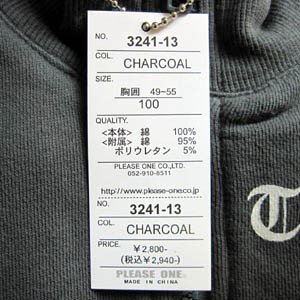 NO. 3241-13
COL. CHARCOAL
SIZE.
胸囲 49~55
100
QUALITY.
<本体> 綿 100%
<附属> 綿 95%
ポリウレタン 5%
PLEASE ONE CO.,LTD.
052-910-8511
http://www.please-one.co.jp
NO. 3241-13
COL. CHARCOAL
PRICE.
¥2,800-
(税込¥2,940-)
PLEASE ONE.
MADE IN CHINA
T